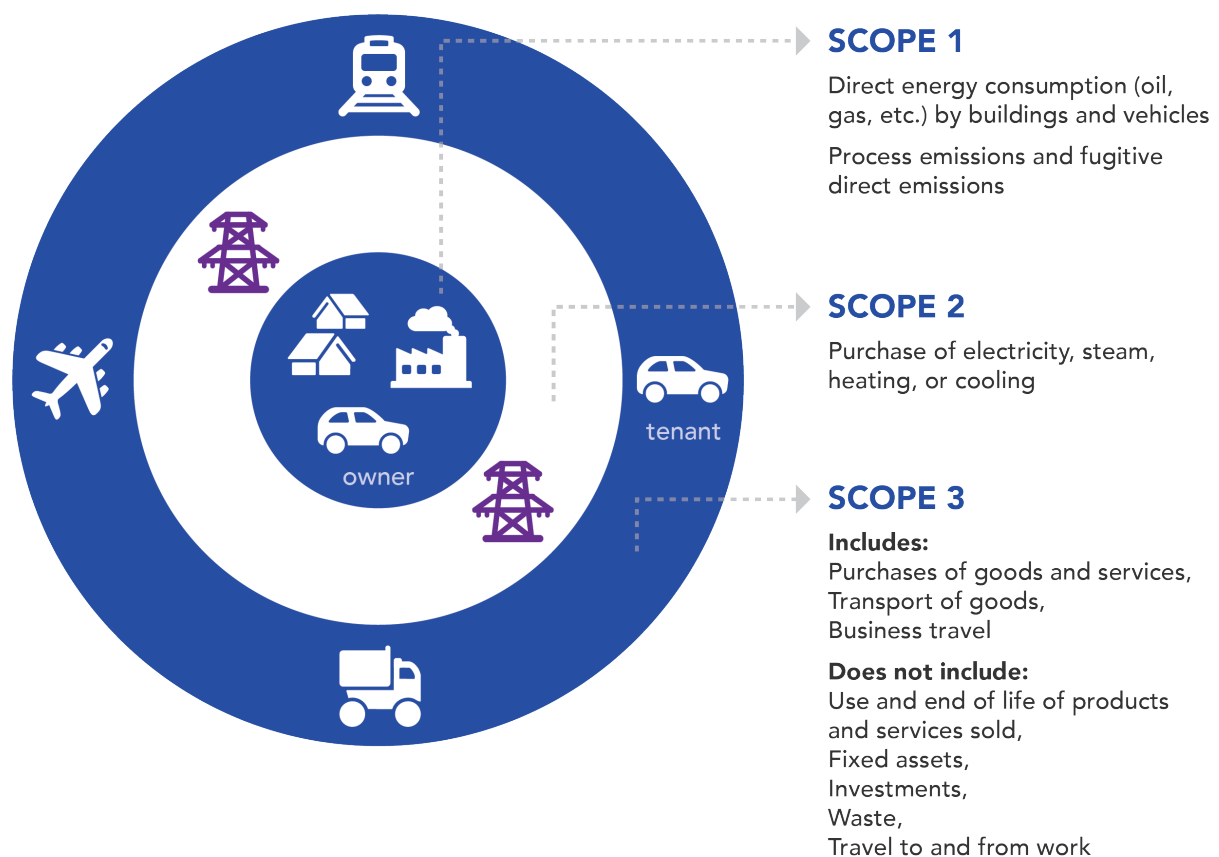 SCOPE 1
Direct energy consumption (oil,
gas, etc.) by buildings and vehicles
Process emissions and fugitive
direct emissions
SCOPE 2
Purchase of electricity, steam,
heating, or cooling
tenant
owner
SCOPE 3
Includes:
Purchases of goods and services,
Transport of goods,
Business travel
Does not include:
Use and end of life of products
and services sold,
Fixed assets,
Investments,
Waste,
Travel to and from work